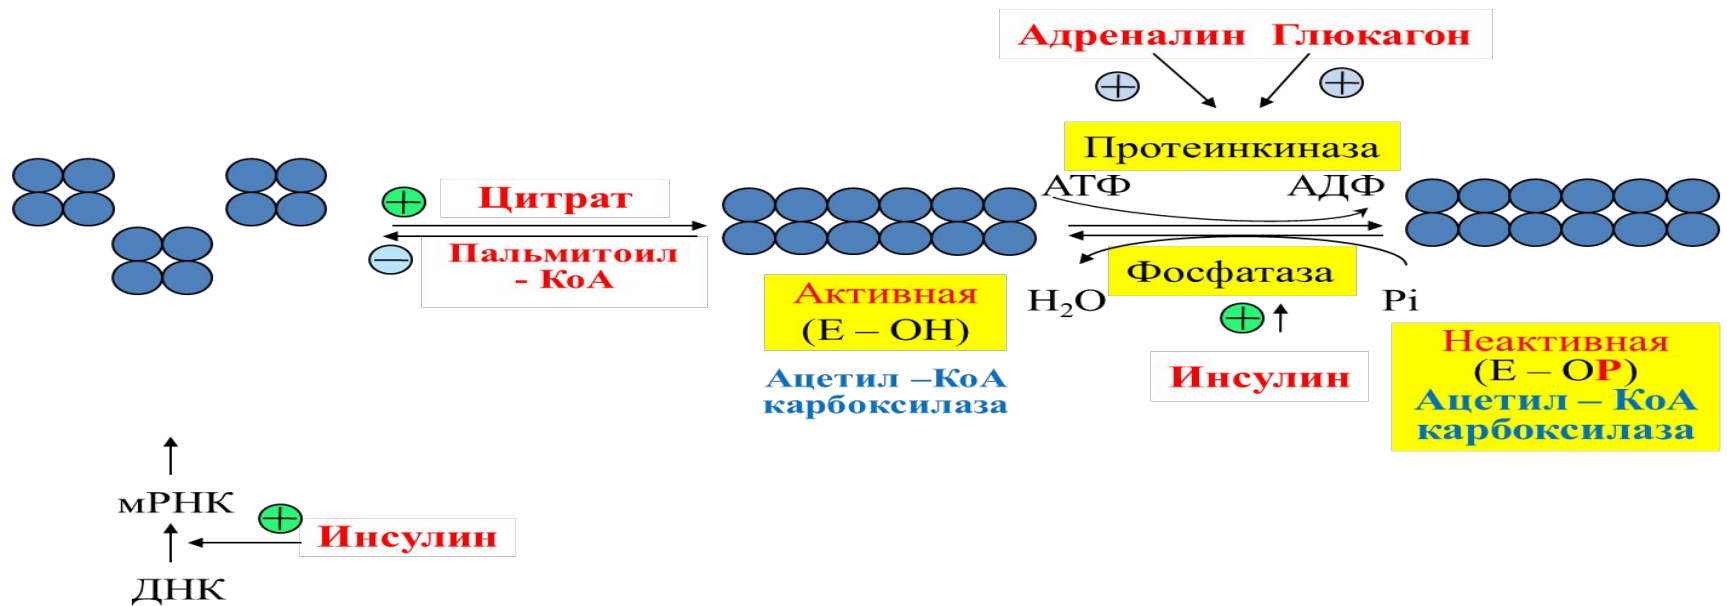 Адреналин Глюкагон
Протеинкиназа
АТФ АДФ
Цитрат
Пальмитоил
- КоА
Фосфатаза
H₂O Pi
Активная
(E – OH)
Ацетил –КоА
карбоксилаза
Инсулин
Неактивная
(E – OP)
Ацетил – КоА
карбоксилаза
мРНК
Инсулин
ДНК